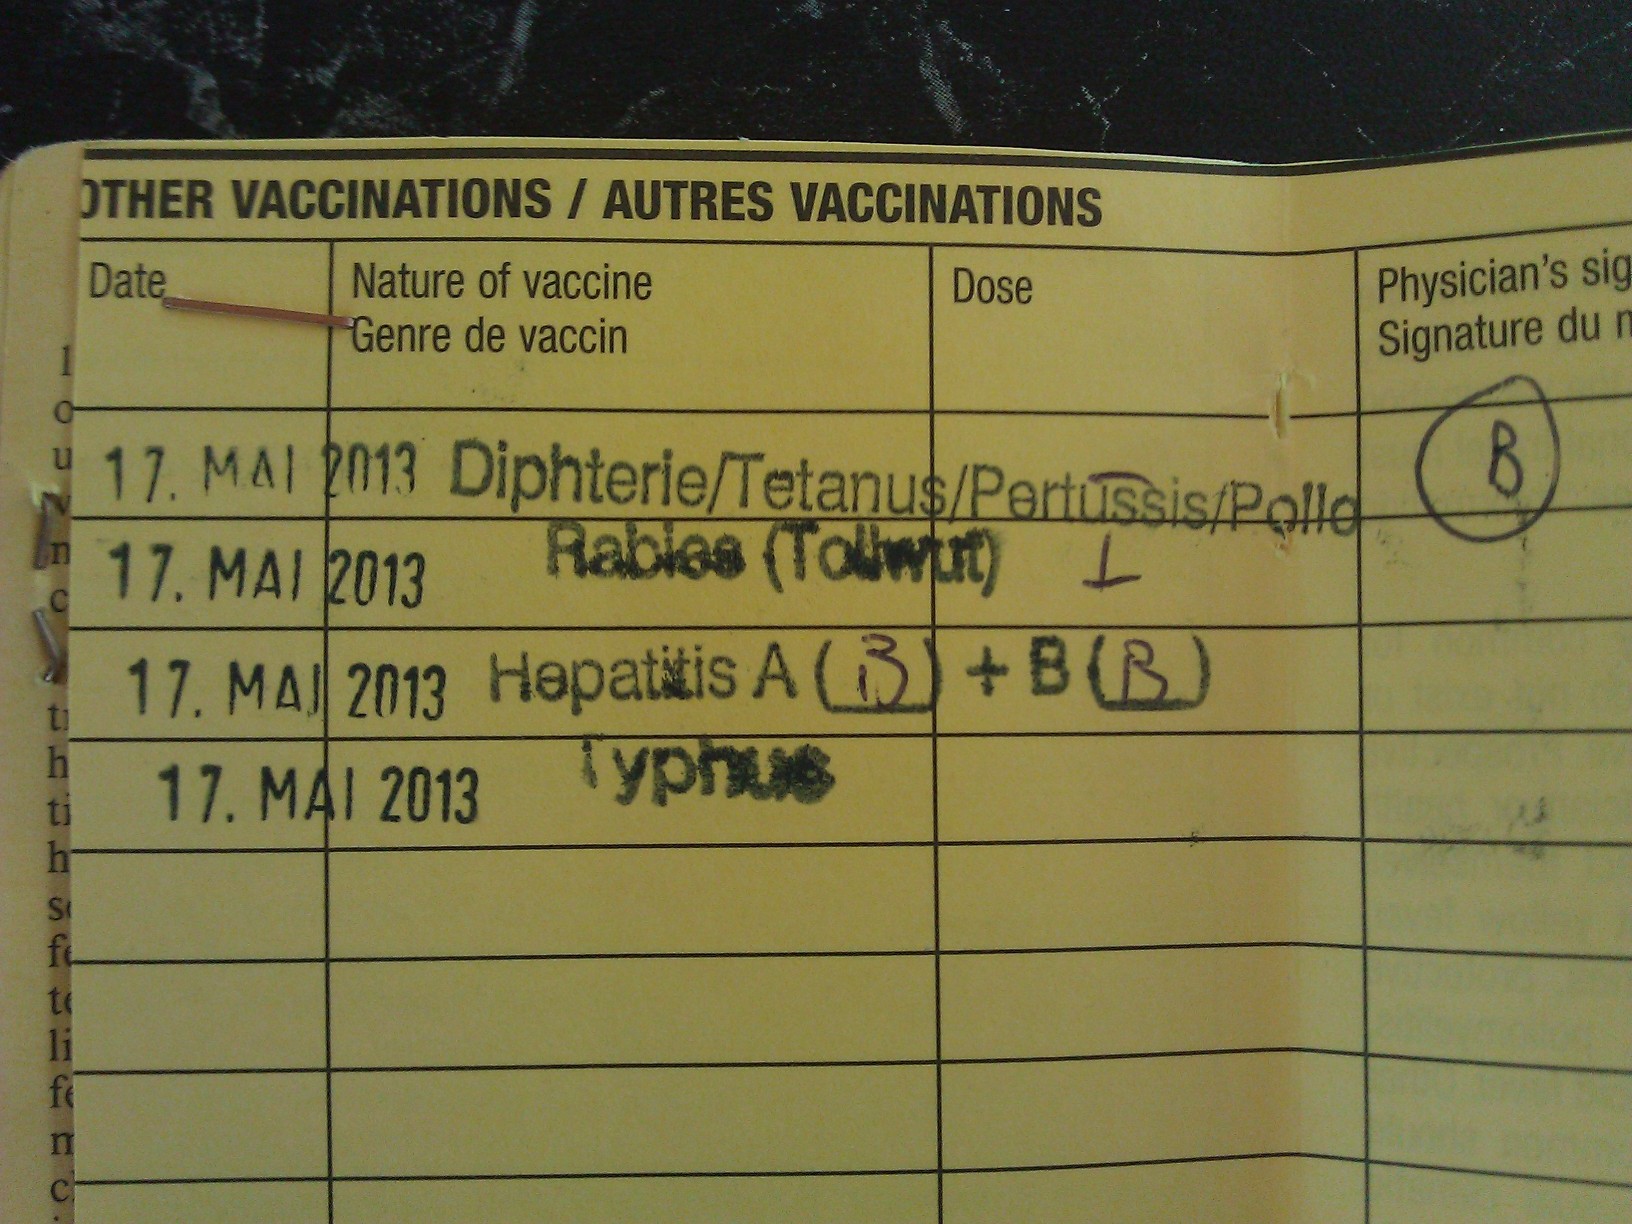 OTHER VACCINATIONS / AUTRES VACCINATIONS
Date Nature of vaccine Dose Physician's sig
Genre de vaccin Signature du m
17. MAI 2013 Diphterie/Tetanus/Pertussis/Polio B
17. MAI 2013 Rabies (Tollwut) 1
17. MAI 2013 Hepatitis A (B) + B (B)
17. MAI 2013 Typhus